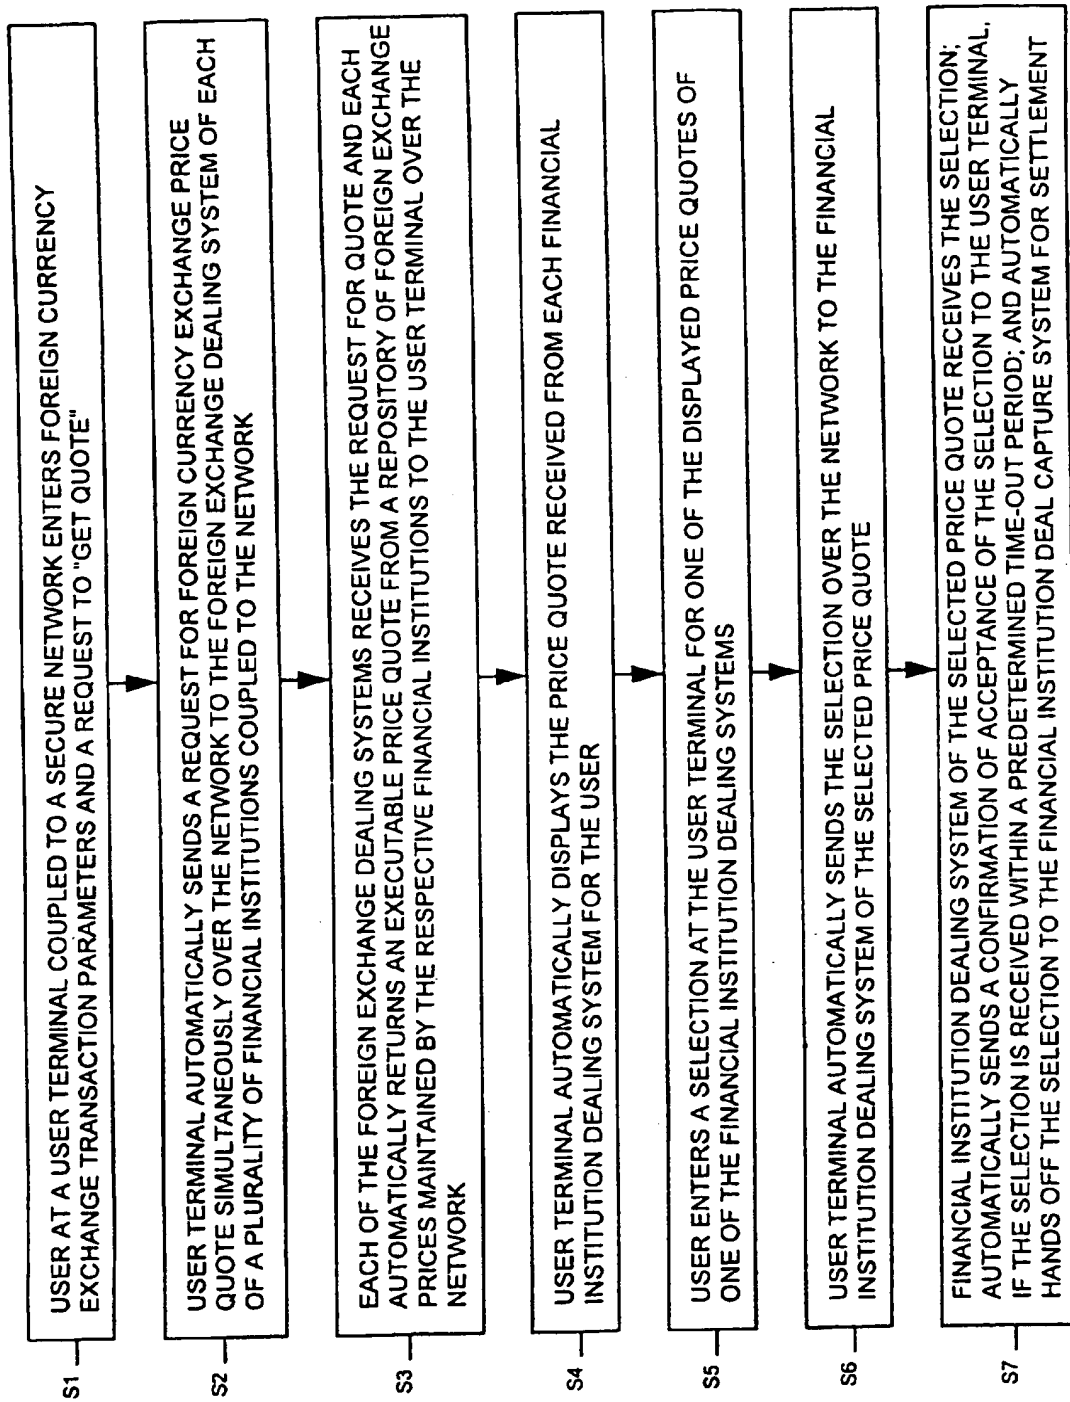 S1
USER AT A USER TERMINAL COUPLED TO A SECURE NETWORK ENTERS FOREIGN CURRENCY
EXCHANGE TRANSACTION PARAMETERS AND A REQUEST TO "GET QUOTE"
S2
USER TERMINAL AUTOMATICALLY SENDS A REQUEST FOR FOREIGN CURRENCY EXCHANGE PRICE
QUOTE SIMULTANEOUSLY OVER THE NETWORK TO THE FOREIGN EXCHANGE DEALING SYSTEM OF EACH
OF A PLURALITY OF FINANCIAL INSTITUTIONS COUPLED TO THE NETWORK
S3
EACH OF THE FOREIGN EXCHANGE DEALING SYSTEMS RECEIVES THE REQUEST FOR QUOTE AND EACH
AUTOMATICALLY RETURNS AN EXECUTABLE PRICE QUOTE FROM A REPOSITORY OF FOREIGN EXCHANGE
PRICES MAINTAINED BY THE RESPECTIVE FINANCIAL INSTITUTIONS TO THE USER TERMINAL OVER THE
NETWORK
S4
USER TERMINAL AUTOMATICALLY DISPLAYS THE PRICE QUOTE RECEIVED FROM EACH FINANCIAL
INSTITUTION DEALING SYSTEM FOR THE USER
S5
USER ENTERS A SELECTION AT THE USER TERMINAL FOR ONE OF THE DISPLAYED PRICE QUOTES OF
ONE OF THE FINANCIAL INSTITUTION DEALING SYSTEMS
S6
USER TERMINAL AUTOMATICALLY SENDS THE SELECTION OVER THE NETWORK TO THE FINANCIAL
INSTITUTION DEALING SYSTEM OF THE SELECTED PRICE QUOTE
S7
FINANCIAL INSTITUTION DEALING SYSTEM OF THE SELECTED PRICE QUOTE RECEIVES THE SELECTION;
AUTOMATICALLY SENDS A CONFIRMATION OF ACCEPTANCE OF THE SELECTION TO THE USER TERMINAL,
IF THE SELECTION IS RECEIVED WITHIN A PREDETERMINED TIME-OUT PERIOD; AND AUTOMATICALLY
HANDS OFF THE SELECTION TO THE FINANCIAL INSTITUTION DEAL CAPTURE SYSTEM FOR SETTLEMENT